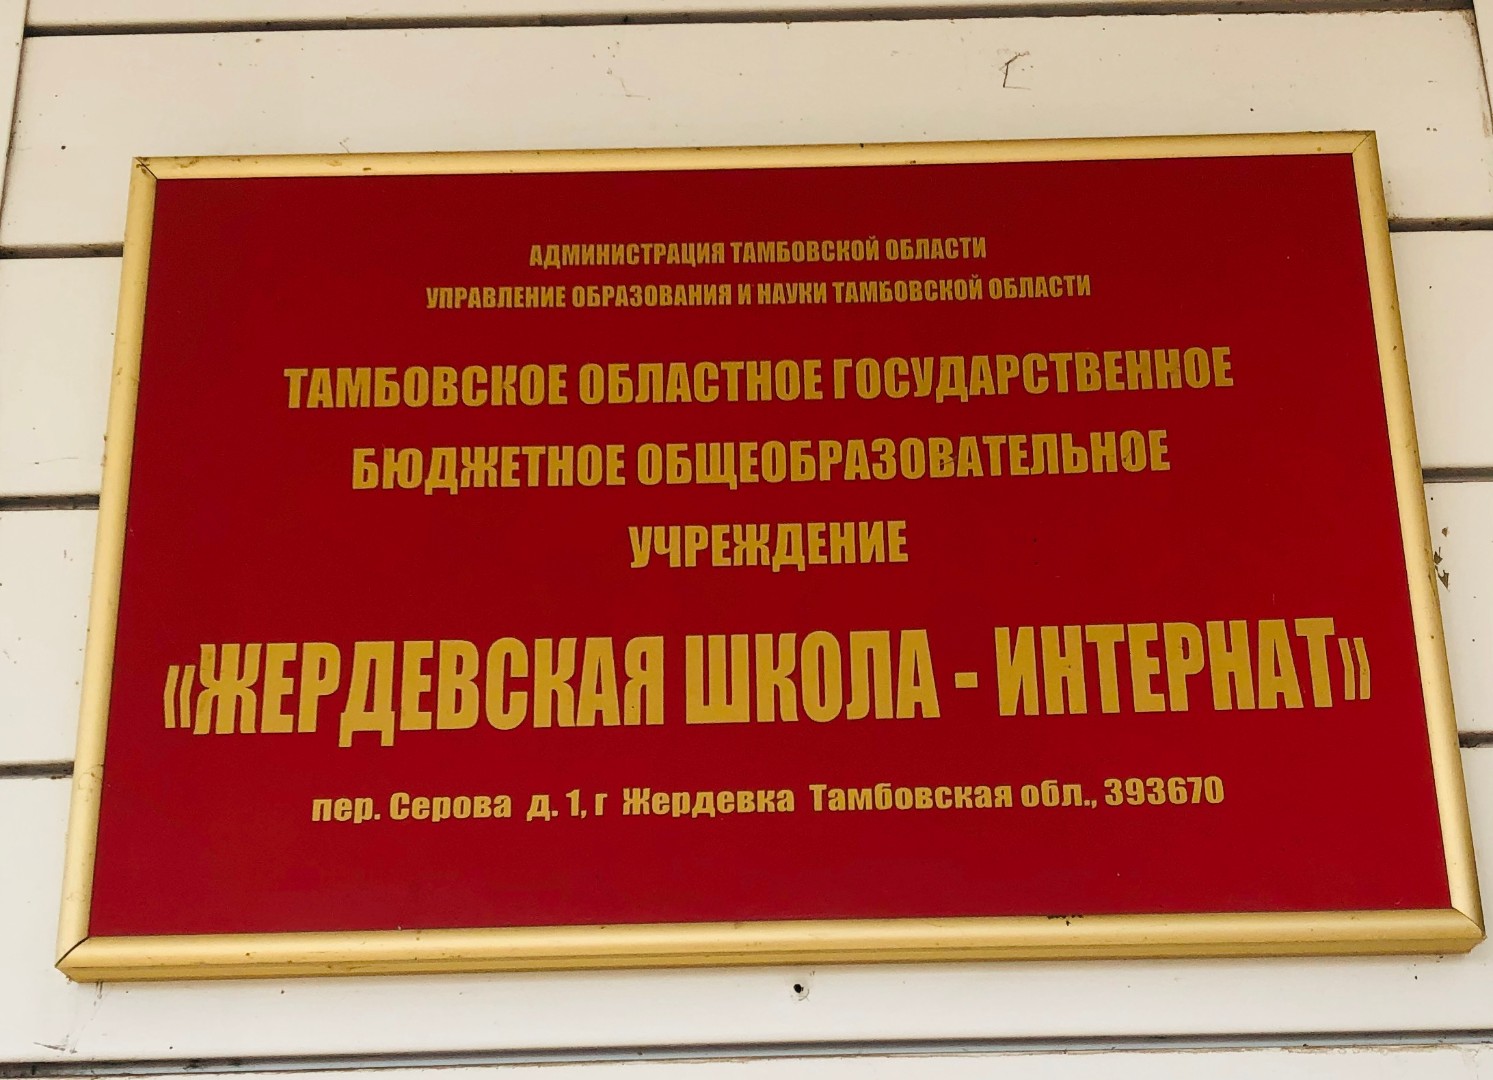 АДМИНИСТРАЦИЯ ТАМБОВСКОЙ ОБЛАСТИ
УПРАВЛЕНИЕ ОБРАЗОВАНИЯ И НАУКИ ТАМБОВСКОЙ ОБЛАСТИ
ТАМБОВСКОЕ ОБЛАСТНОЕ ГОСУДАРСТВЕННОЕ
БЮДЖЕТНОЕ ОБЩЕОБРАЗОВАТЕЛЬНОЕ
УЧРЕЖДЕНИЕ
«ЖЕРДЕВСКАЯ ШКОЛА - ИНТЕРНАТ»
пер. Серова д. 1, г Жердевка Тамбовская обл., 393670